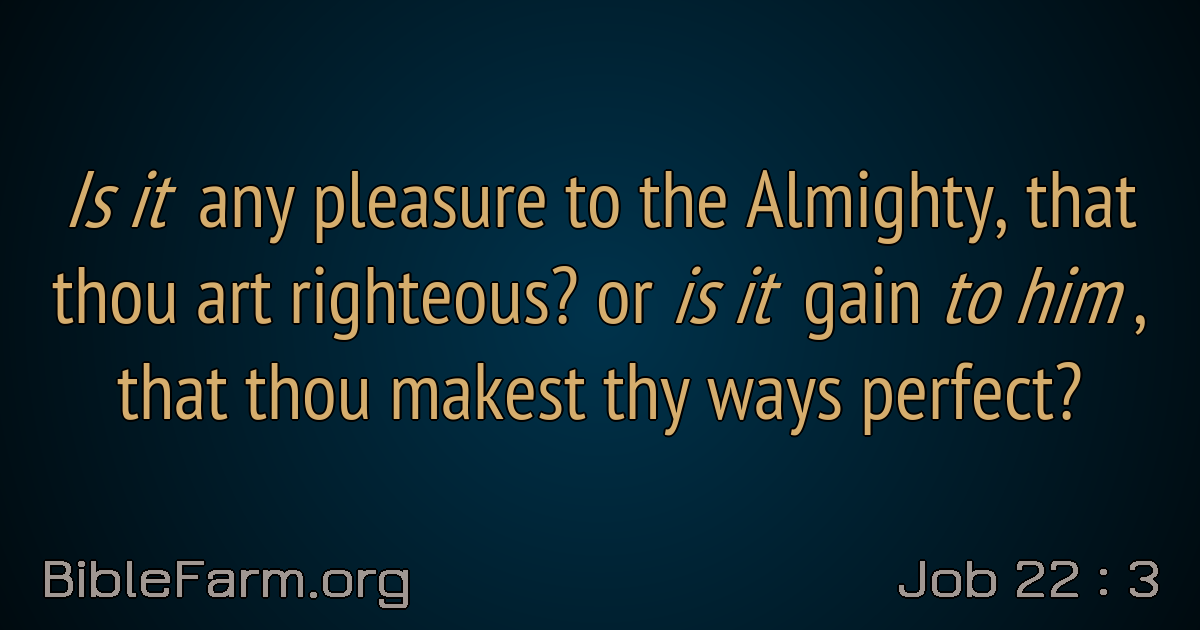 Is it any pleasure to the Almighty, that
thou art righteous? or is it gain to him,
that thou makest thy ways perfect?
BibleFarm.org
Job 22 : 3